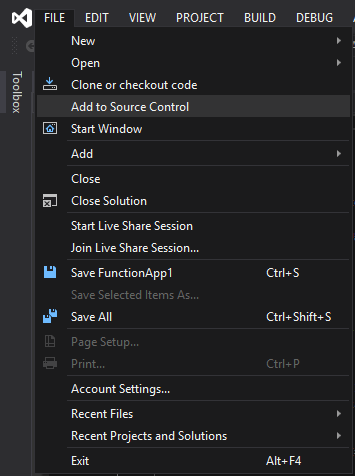 FILE EDIT VIEW PROJECT BUILD DEBUG
Toolbox
New
Open
Clone or checkout code
Add to Source Control
Start Window
Add
Close
Close Solution
Start Live Share Session
Join Live Share Session...
Save FunctionApp1 Ctrl+S
Save Selected Items As...
Save All Ctrl+Shift+S
Page Setup...
Print... Ctrl+P
Account Settings...
Recent Files
Recent Projects and Solutions
Exit Alt+F4